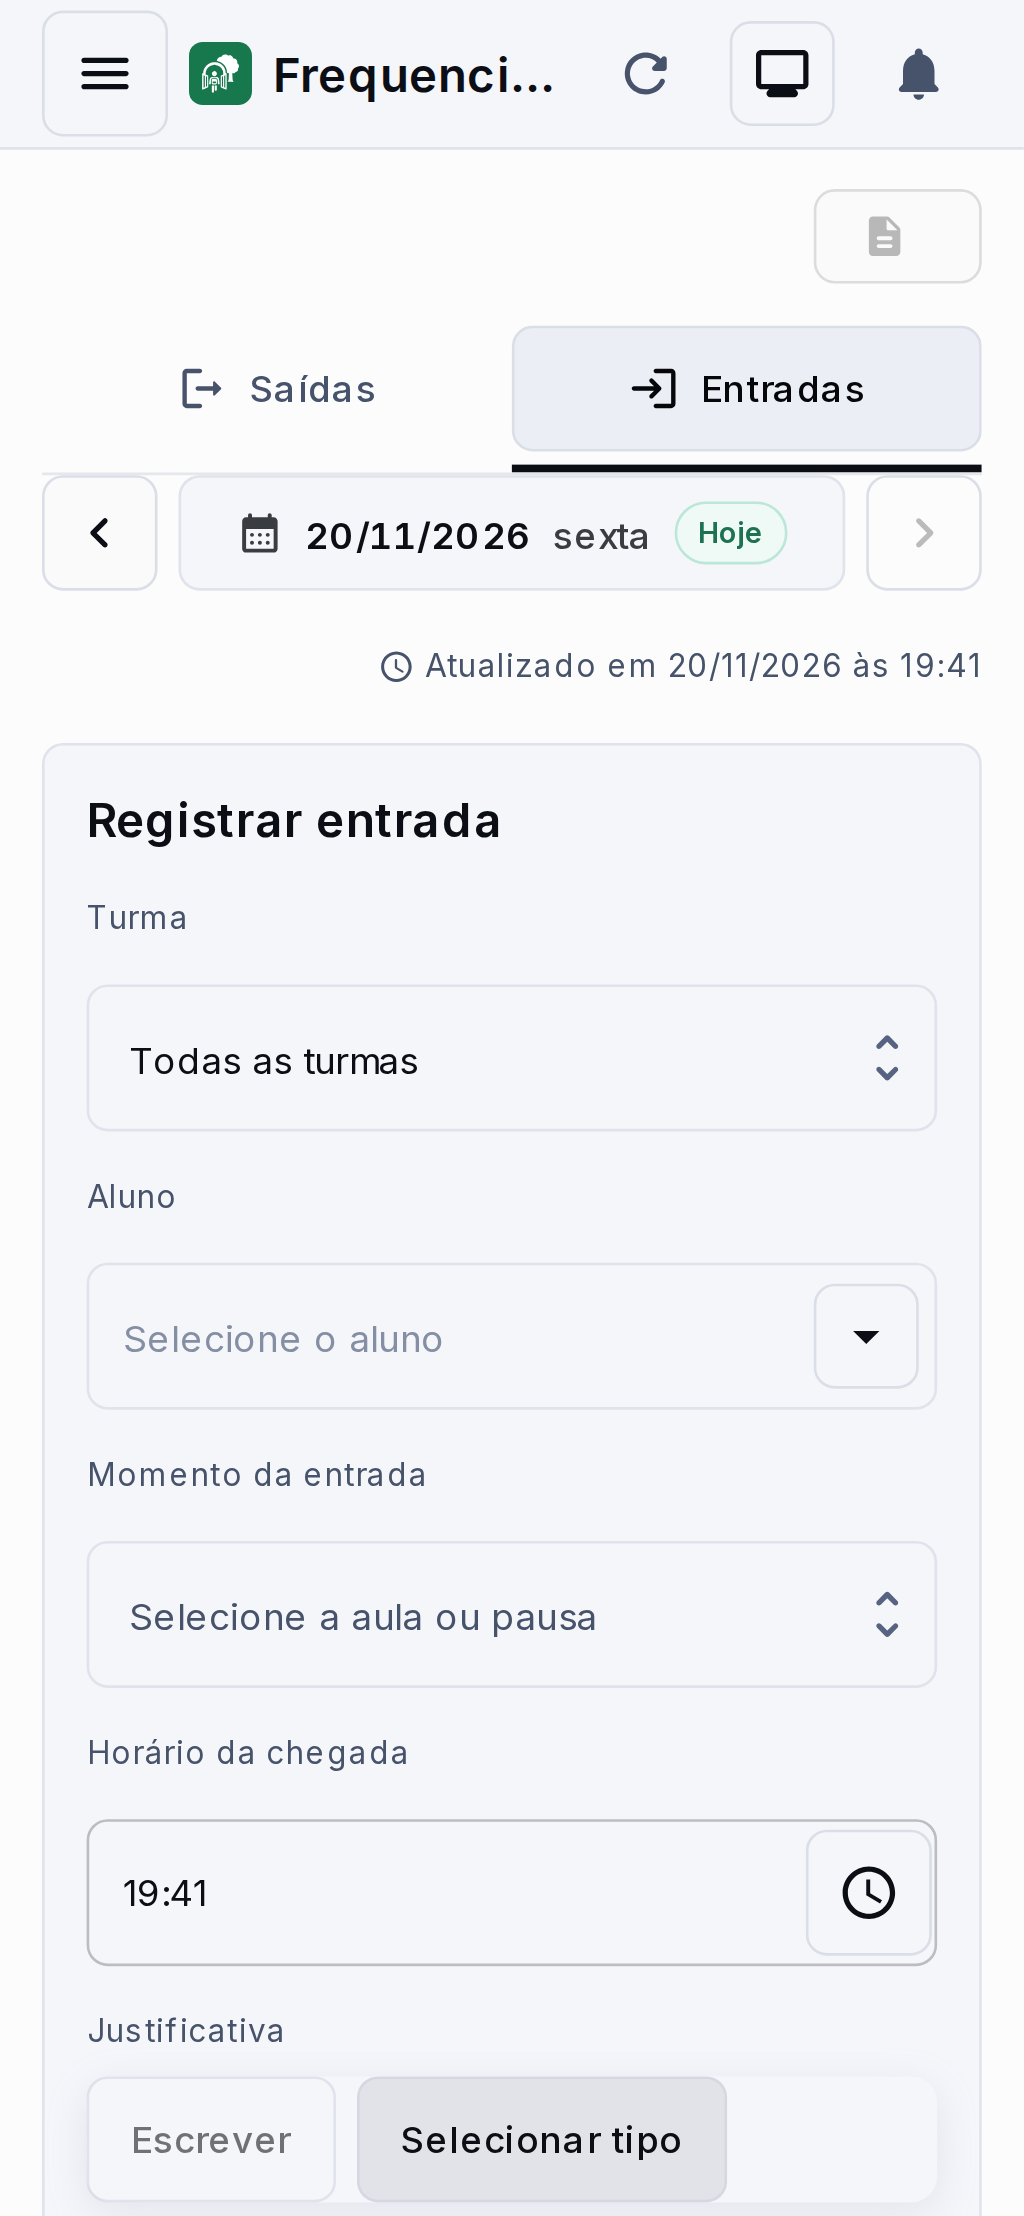 Frequenci...
Saídas
Entradas
20/11/2026 sexta Hoje
Atualizado em 20/11/2026 às 19:41
Registrar entrada
Turma
Todas as turmas
Aluno
Selecione o aluno
Momento da entrada
Selecione a aula ou pausa
Horário da chegada
19:41
Justificativa
Escrever
Selecionar tipo